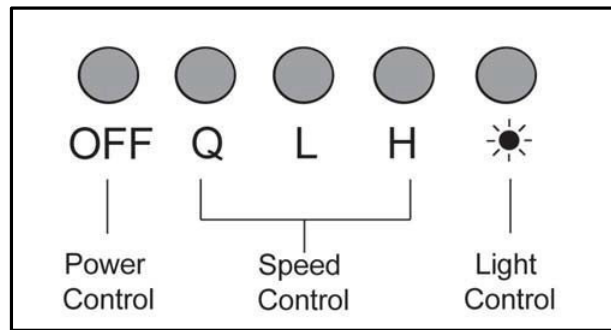 OFF Q L H
Power Control
Speed Control
Light Control